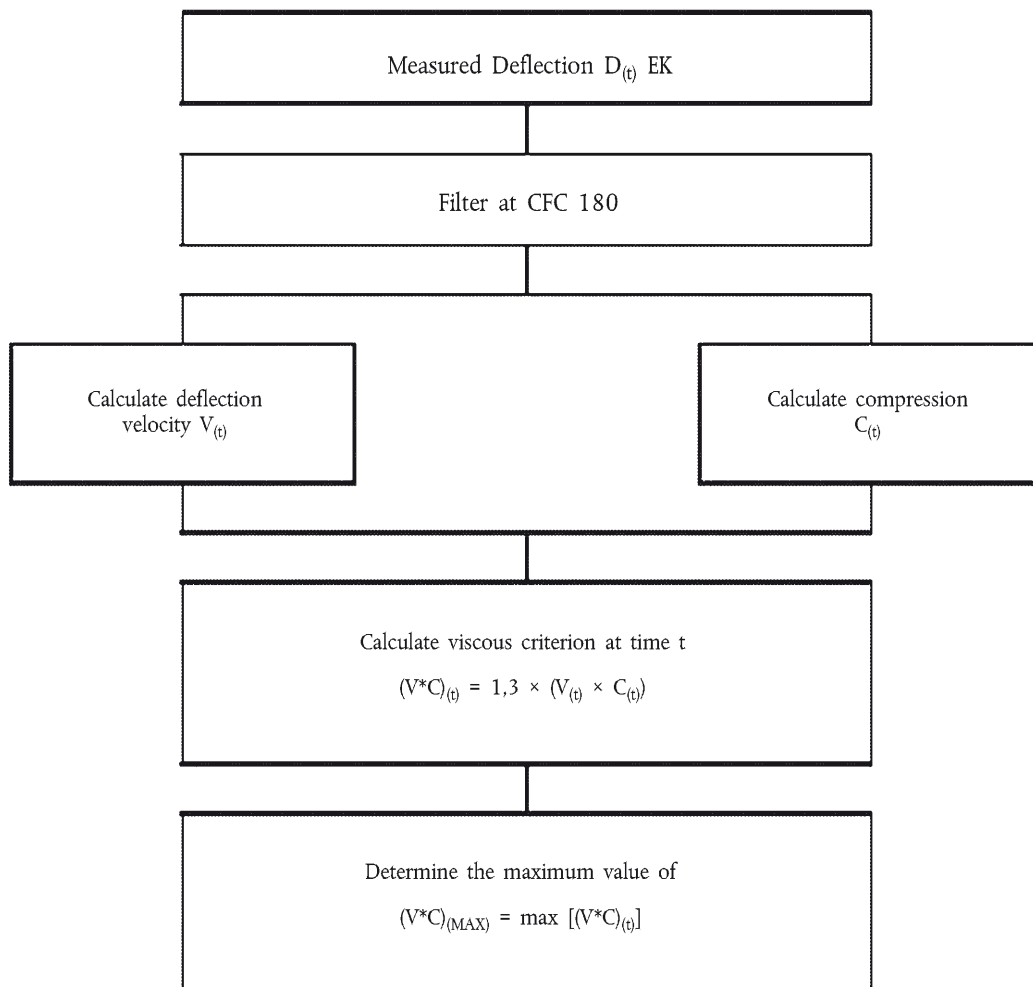 Measured Deflection D(t) EK
Filter at CFC 180
Calculate deflection
velocity V(t)
Calculate compression
C(t)
Calculate viscous criterion at time t
(V*C)(t) = 1,3 × (V(t) × C(t))
Determine the maximum value of
(V*C)(MAX) = max [(V*C)(t)]